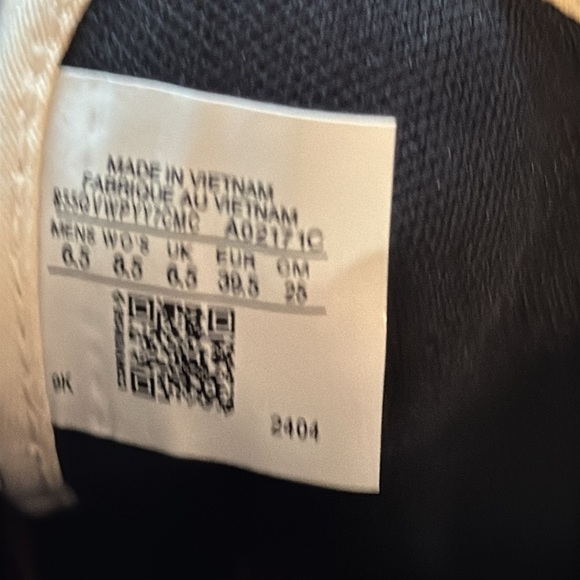 MADE IN VIETNAM
FABRIQUE AU VIETNAM
A02171C
MENS WO'S UK EUR CM
6,5 8,5 6,5 39,5 25
9K
2404